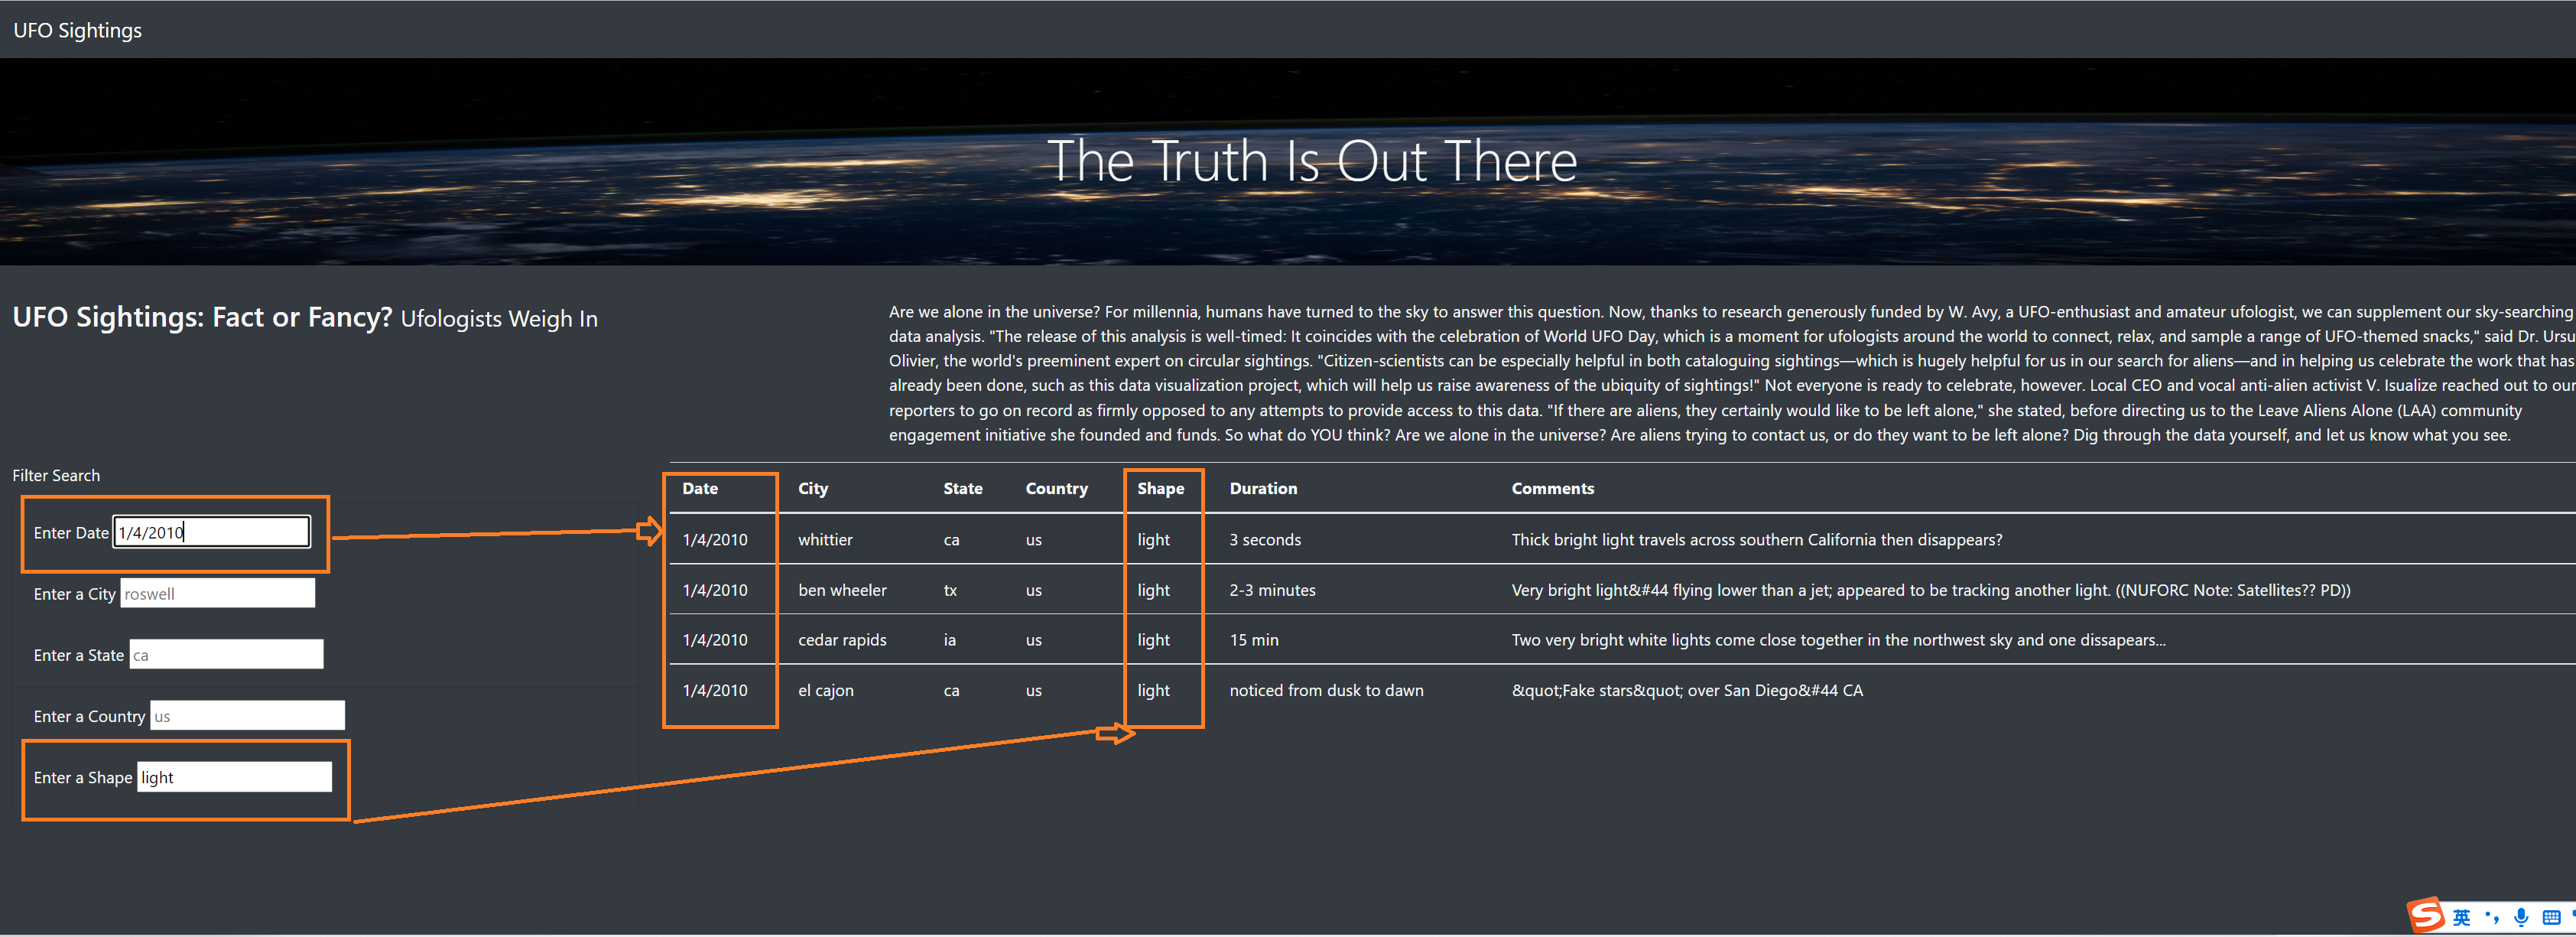 UFO Sightings
The Truth Is Out There
UFO Sightings: Fact or Fancy? Ufologists Weigh In
Are we alone in the universe? For millennia, humans have turned to the sky to answer this question. Now, thanks to research generously funded by W. Avy, a UFO-enthusiast and amateur ufologist, we can supplement our sky-searching
data analysis. "The release of this analysis is well-timed: It coincides with the celebration of World UFO Day, which is a moment for ufologists around the world to connect, relax, and sample a range of UFO-themed snacks," said Dr. Ursu
Olivier, the world's preeminent expert on circular sightings. "Citizen-scientists can be especially helpful in both cataloguing sightings—which is hugely helpful for us in our search for aliens—and in helping us celebrate the work that has
already been done, such as this data visualization project, which will help us raise awareness of the ubiquity of sightings!" Not everyone is ready to celebrate, however. Local CEO and vocal anti-alien activist V. Isualize reached out to our
reporters to go on record as firmly opposed to any attempts to provide access to this data. "If there are aliens, they certainly would like to be left alone," she stated, before directing us to the Leave Aliens Alone (LAA) community
engagement initiative she founded and funds. So what do YOU think? Are we alone in the universe? Are aliens trying to contact us, or do they want to be left alone? Dig through the data yourself, and let us know what you see.
Filter Search
Enter Date 1/4/2010
Enter a City roswell
Enter a State ca
Enter a Country us
Enter a Shape light
Date City State Country Shape Duration Comments
1/4/2010 whittier ca us light 3 seconds Thick bright light travels across southern California then disappears?
1/4/2010 ben wheeler tx us light 2-3 minutes Very bright light&#44 flying lower than a jet; appeared to be tracking another light. ((NUFORC Note: Satellites?? PD))
1/4/2010 cedar rapids ia us light 15 min Two very bright white lights come close together in the northwest sky and one dissapears...
1/4/2010 el cajon ca us light noticed from dusk to dawn &quot;Fake stars&quot; over San Diego&#44 CA
S 英